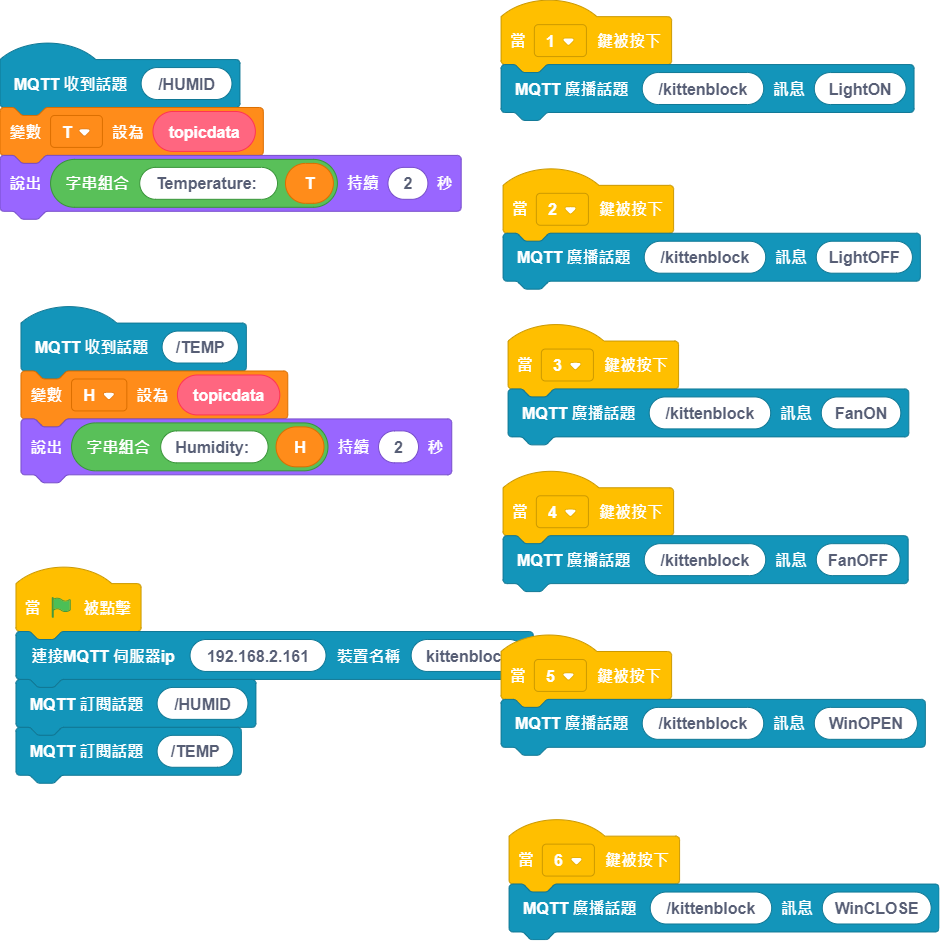 MQTT 收到話題 /HUMID
變數 T 設為 topicdata
說出 字串組合 Temperature: T 持續 2 秒
MQTT 收到話題 /TEMP
變數 H 設為 topicdata
說出 字串組合 Humidity: H 持續 2 秒
當 被點擊
連接MQTT 伺服器ip 192.168.2.161 裝置名稱 kittenbloc
MQTT 訂閱話題 /HUMID
MQTT 訂閱話題 /TEMP
當 1 鍵被按下
MQTT 廣播話題 /kittenblock 訊息 LightON
當 2 鍵被按下
MQTT 廣播話題 /kittenblock 訊息 LightOFF
當 3 鍵被按下
MQTT 廣播話題 /kittenblock 訊息 FanON
當 4 鍵被按下
MQTT 廣播話題 /kittenblock 訊息 FanOFF
當 5 鍵被按下
MQTT 廣播話題 /kittenblock 訊息 WinOPEN
當 6 鍵被按下
MQTT 廣播話題 /kittenblock 訊息 WinCLOSE